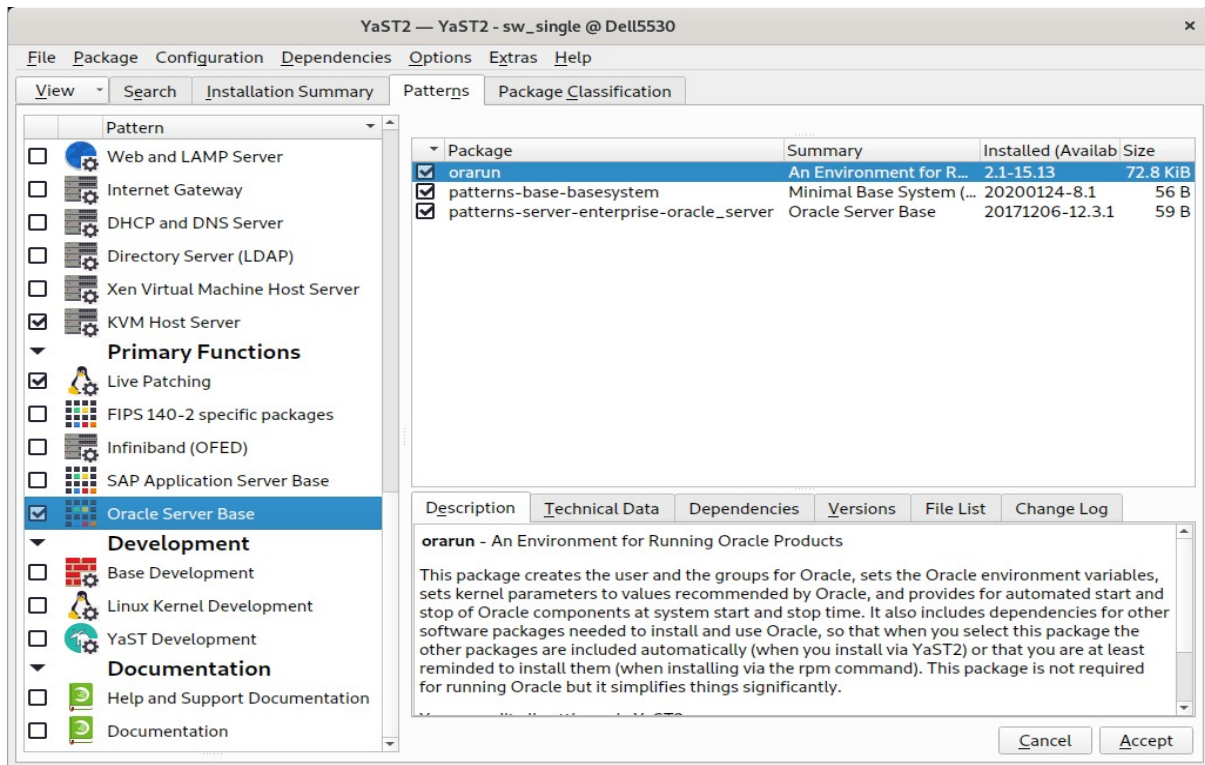 YaST2 — YaST2 - sw_single @ Dell5530
File Package Configuration Dependencies Options Extras Help
View Search Installation Summary Patterns Package Classification
Pattern
Web and LAMP Server
Internet Gateway
DHCP and DNS Server
Directory Server (LDAP)
Xen Virtual Machine Host Server
KVM Host Server
Primary Functions
Live Patching
FIPS 140-2 specific packages
Infiniband (OFED)
SAP Application Server Base
Oracle Server Base
Development
Base Development
Linux Kernel Development
YaST Development
Documentation
Help and Support Documentation
Documentation
Package Summary Installed (Availab Size
orarun An Environment for R... 2.1-15.13 72.8 KiB
patterns-base-basesystem Minimal Base System (... 20200124-8.1 56 B
patterns-server-enterprise-oracle_server Oracle Server Base 20171206-12.3.1 59 B
Description Technical Data Dependencies Versions File List Change Log
orarun - An Environment for Running Oracle Products
This package creates the user and the groups for Oracle, sets the Oracle environment variables,
sets kernel parameters to values recommended by Oracle, and provides for automated start and
stop of Oracle components at system start and stop time. It also includes dependencies for other
software packages needed to install and use Oracle, so that when you select this package the
other packages are included automatically (when you install via YaST2) or that you are at least
reminded to install them (when installing via the rpm command). This package is not required
for running Oracle but it simplifies things significantly.
Cancel Accept